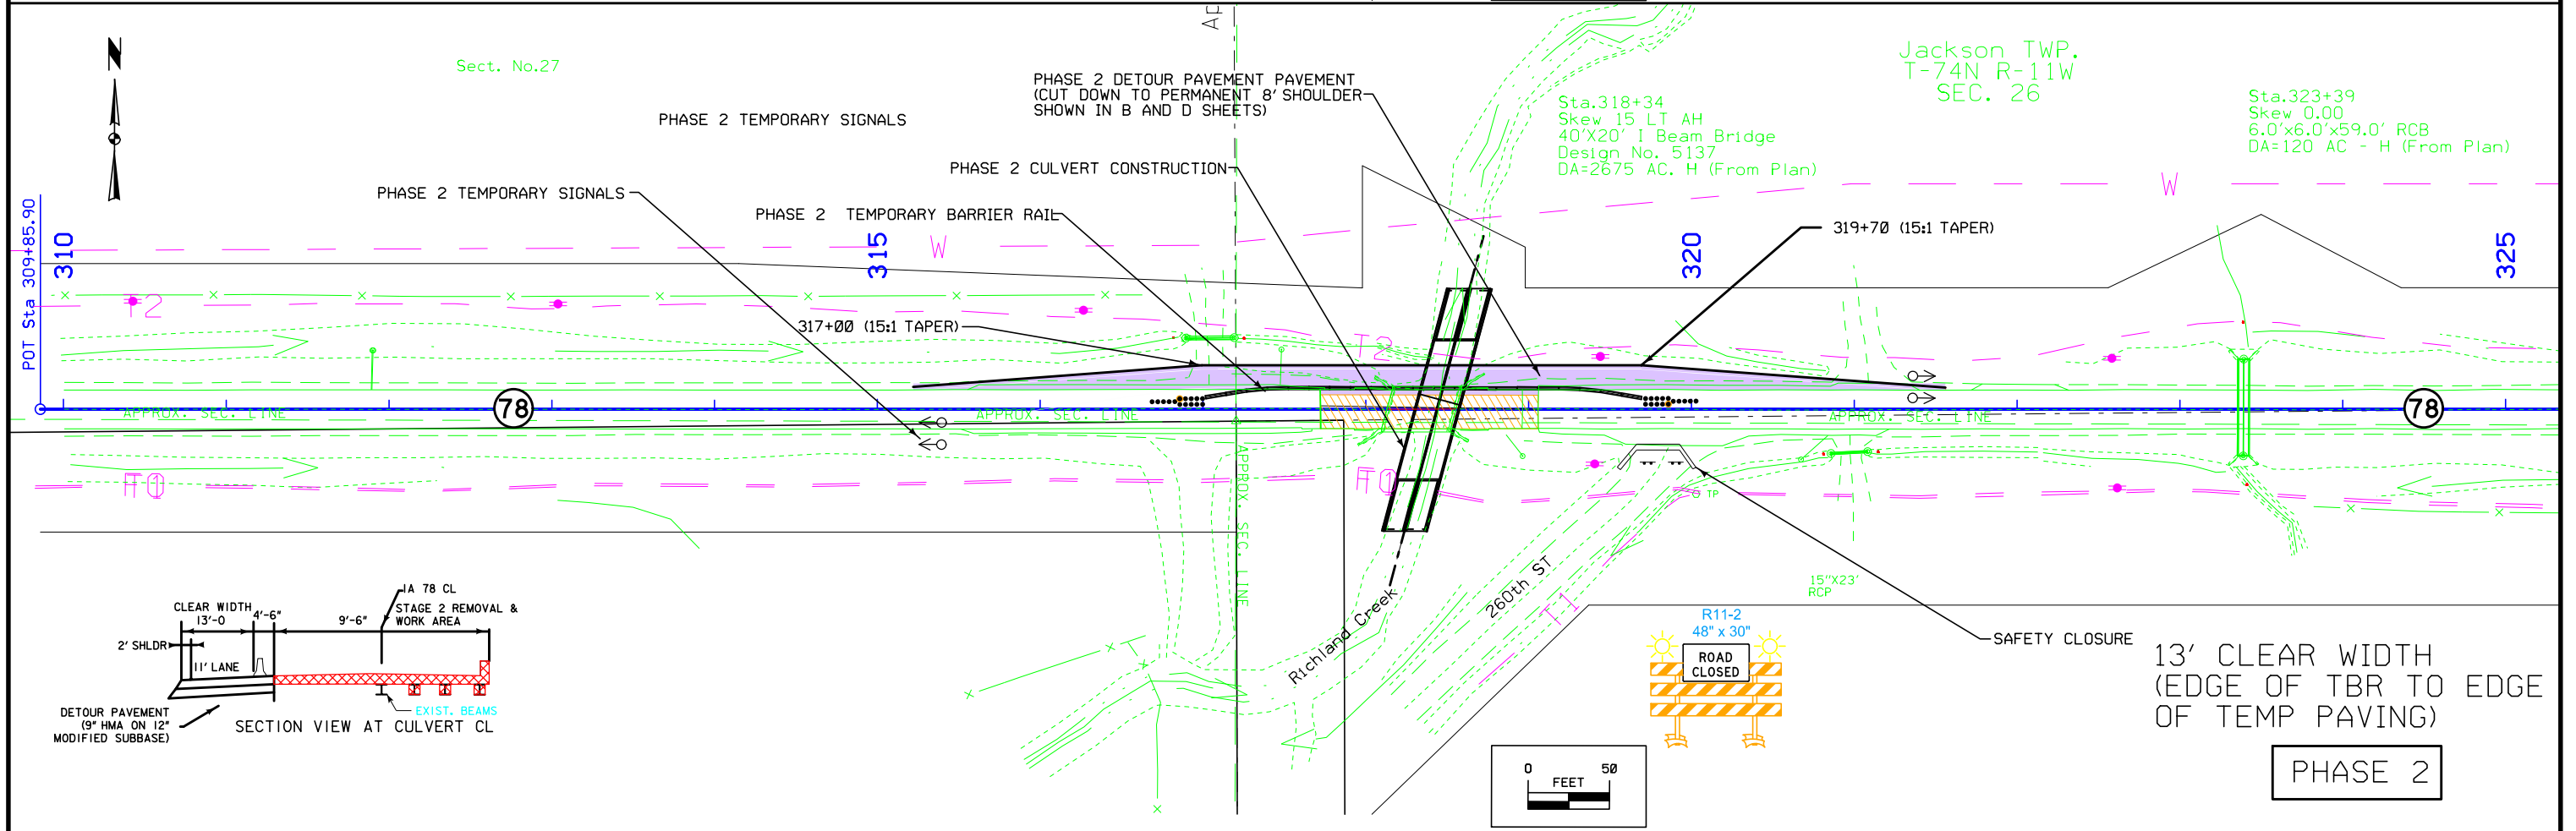 N
Sect. No.27
PHASE 2 TEMPORARY SIGNALS
PHASE 2 DETOUR PAVEMENT PAVEMENT
(CUT DOWN TO PERMANENT 8' SHOULDER
SHOWN IN B AND D SHEETS)
Jackson TWP.
T-74N R-11W
SEC. 26
Sta.318+34
Skew 15 LT AH
40'X20' I Beam Bridge
Design No. 5137
DA=2675 AC. H (From Plan)
Sta.323+39
Skew 0.00
6.0'x6.0'x59.0' RCB
DA=120 AC - H (From Plan)
PHASE 2 CULVERT CONSTRUCTION
PHASE 2 TEMPORARY SIGNALS
PHASE 2 TEMPORARY BARRIER RAIL
319+70 (15:1 TAPER)
POT Sta 309+85.90
310
315
320
325
W
W
T2
T2
317+00 (15:1 TAPER)
78
78
APPROX. SEC. LINE
APPROX. SEC. LINE
APPROX. SEC. LINE
APPROX. SEC. LINE
F0
F0
TP
T1
Richland Creek
260th ST
15"X23'
RCP
R11-2
48" x 30"
ROAD
CLOSED
SAFETY CLOSURE
13' CLEAR WIDTH
(EDGE OF TBR TO EDGE
OF TEMP PAVING)
PHASE 2
IA 78 CL
CLEAR WIDTH
13'-0
4'-6"
9'-6"
STAGE 2 REMOVAL &
WORK AREA
2' SHLDR
11' LANE
EXIST. BEAMS
DETOUR PAVEMENT
(9" HMA ON 12"
MODIFIED SUBBASE)
SECTION VIEW AT CULVERT CL
0 50
FEET